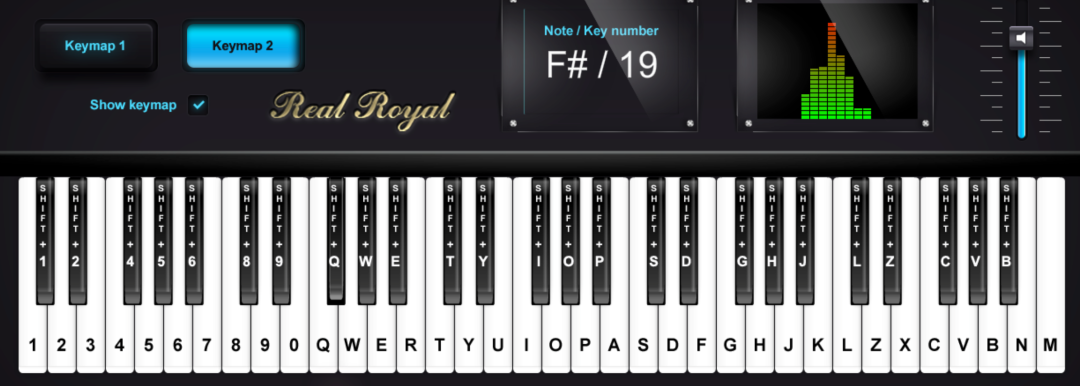 Keymap 1
Keymap 2
Note / Key number
F# / 19
Show keymap
Real Royal
SHIFT+1 SHIFT+2 SHIFT+4 SHIFT+5 SHIFT+6 SHIFT+8 SHIFT+9 SHIFT+Q SHIFT+W SHIFT+E SHIFT+T SHIFT+Y SHIFT+I SHIFT+O SHIFT+P SHIFT+S SHIFT+D SHIFT+G SHIFT+H SHIFT+J SHIFT+L SHIFT+Z SHIFT+C SHIFT+V SHIFT+B
1 2 3 4 5 6 7 8 9 0 Q W E R T Y U I O P A S D F G H J K L Z X C V B N M